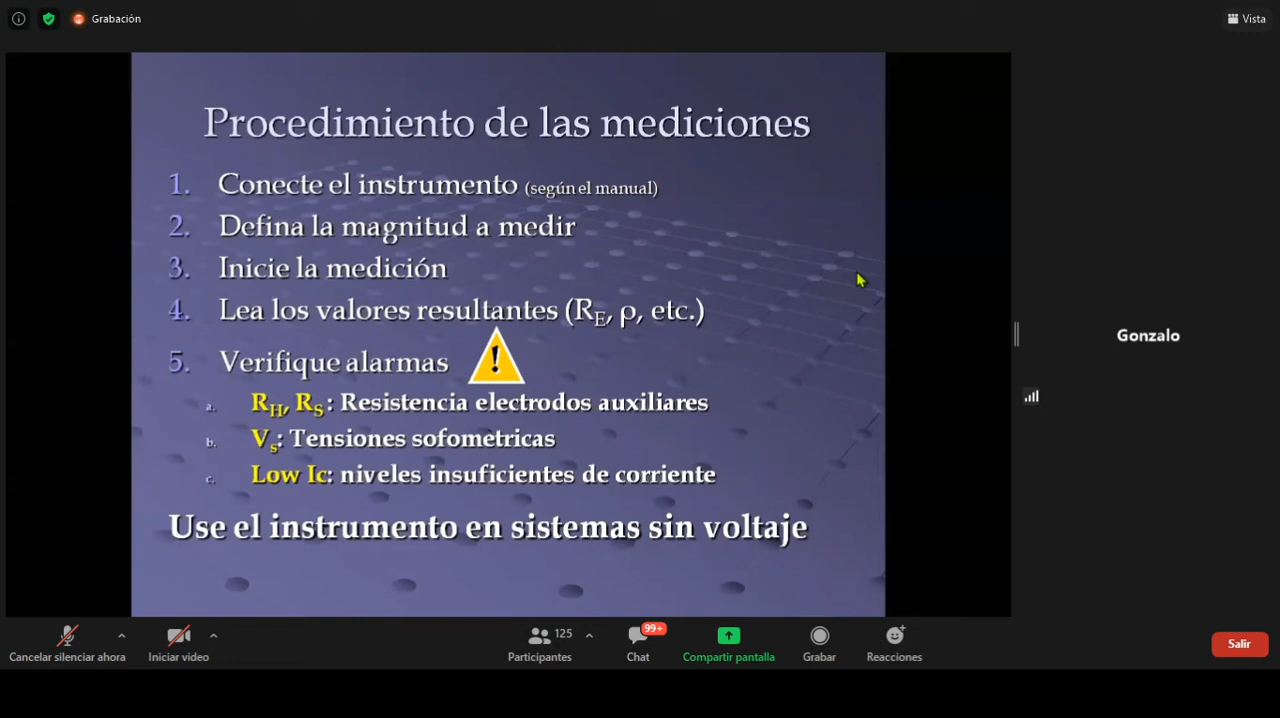 Grabación
Vista
Procedimiento de las mediciones
1. Conecte el instrumento (según el manual)
2. Defina la magnitud a medir
3. Inicie la medición
4. Lea los valores resultantes (RE, ρ, etc.)
5. Verifique alarmas !
a. RH, RS: Resistencia electrodos auxiliares
b. Vs: Tensiones sofometricas
c. Low Ic: niveles insuficientes de corriente
Use el instrumento en sistemas sin voltaje
Gonzalo
125
99+
Cancelar silenciar ahora
Iniciar video
Participantes
Chat
Compartir pantalla
Grabar
Reacciones
Salir